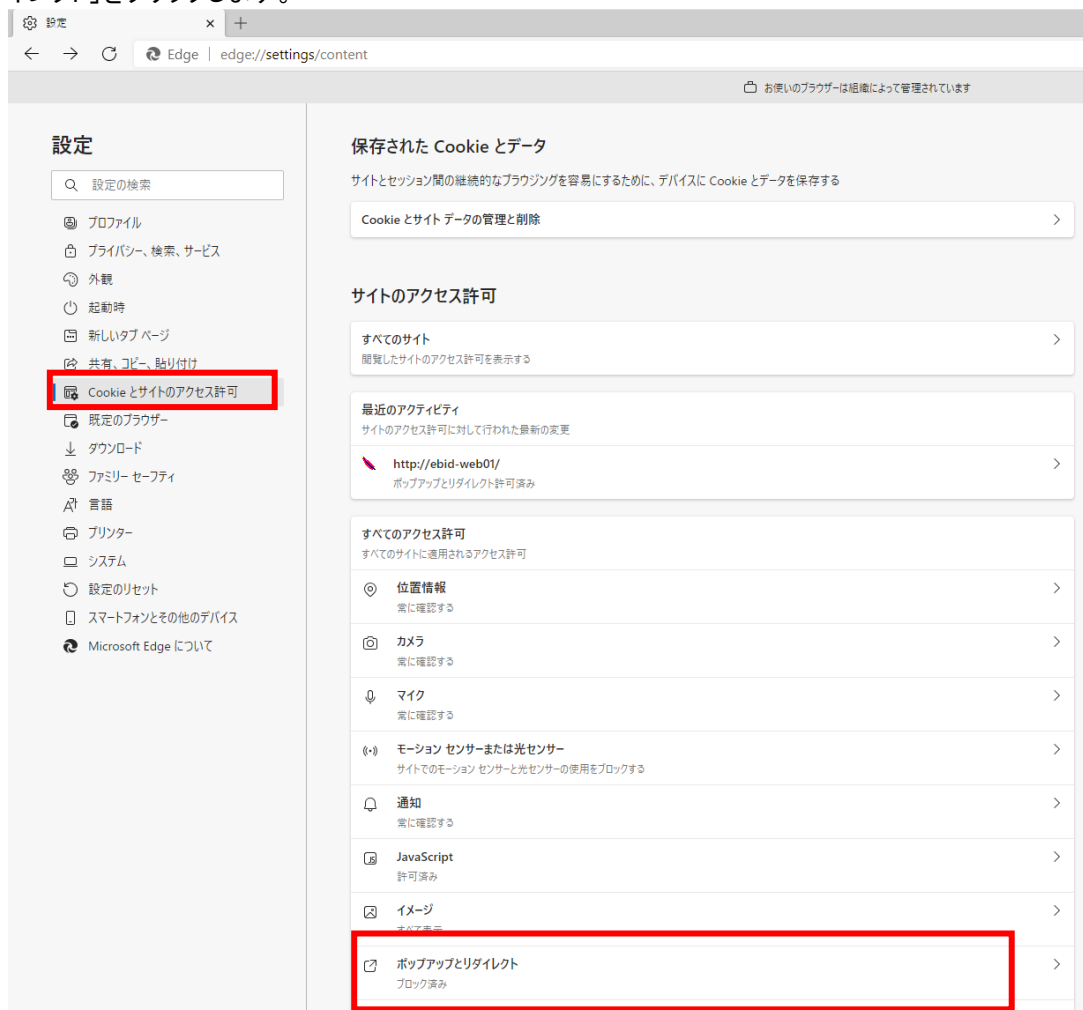 設定
Edge | edge://settings/content
お使いのブラウザーは組織によって管理されています
設定
設定の検索
プロファイル
プライバシー、検索、サービス
外観
起動時
新しいタブ ページ
共有、コピー、貼り付け
Cookie とサイトのアクセス許可
既定のブラウザー
ダウンロード
ファミリー セーフティ
言語
プリンター
システム
設定のリセット
スマートフォンとその他のデバイス
Microsoft Edge について
保存された Cookie とデータ
サイトとセッション間の継続的なブラウジングを容易にするために、デバイスに Cookie とデータを保存する
Cookie とサイト データの管理と削除
サイトのアクセス許可
すべてのサイト
閲覧したサイトのアクセス許可を表示する
最近のアクティビティ
サイトのアクセス許可に対して行われた最新の変更
http://ebid-web01/
ポップアップとリダイレクト許可済み
すべてのアクセス許可
すべてのサイトに適用されるアクセス許可
位置情報
常に確認する
カメラ
常に確認する
マイク
常に確認する
モーション センサーまたは光センサー
サイトでのモーション センサーと光センサーの使用をブロックする
通知
常に確認する
JavaScript
許可済み
イメージ
すべて表示
ポップアップとリダイレクト
ブロック済み